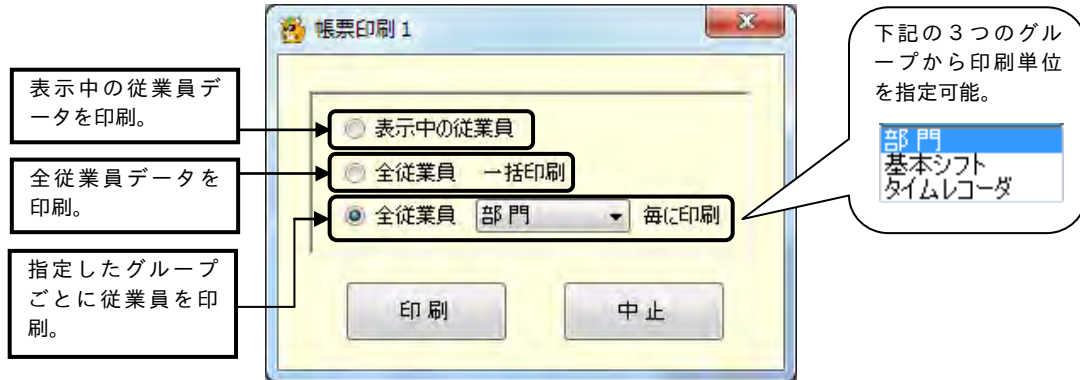 帳票印刷 1
表示中の従業員デ
ータを印刷。
全従業員データを
印刷。
指定したグループ
ごとに従業員を印
刷。
表示中の従業員
全従業員 一括印刷
全従業員 部門 毎に印刷
印刷 中止
下記の３つのグル
ープから印刷単位
を指定可能。
部門
基本シフト
タイムレコーダ